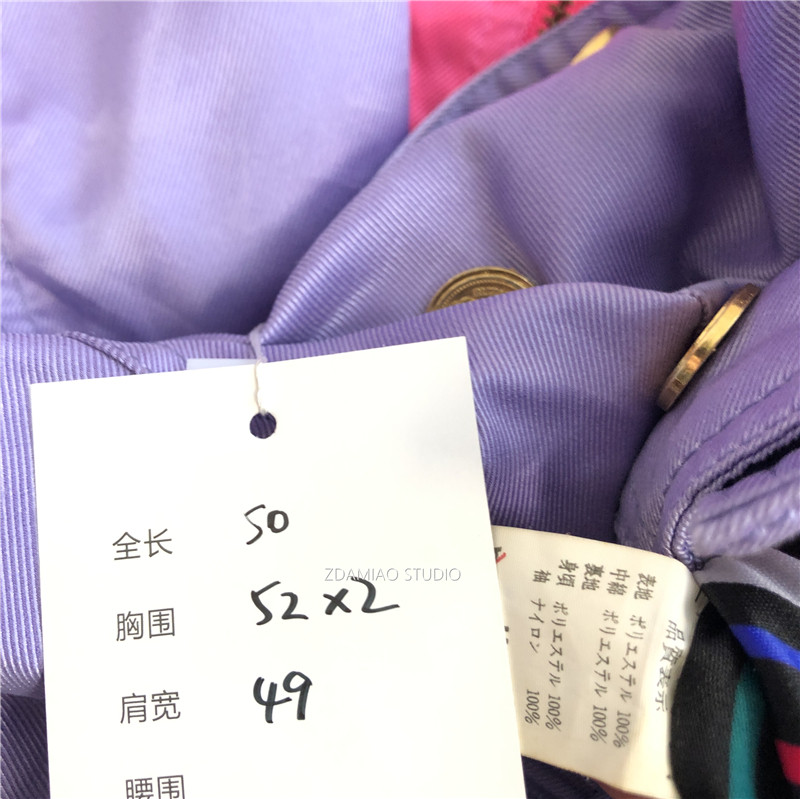 全长 50
ZDAMIAO STUDIO
胸围 52×2
肩宽 49
腰围
品質表示
表地 ポリエステル 100%
中綿 ポリエステル 100%
裏地
身頃 ポリエステル 100%
袖 ナイロン 100%